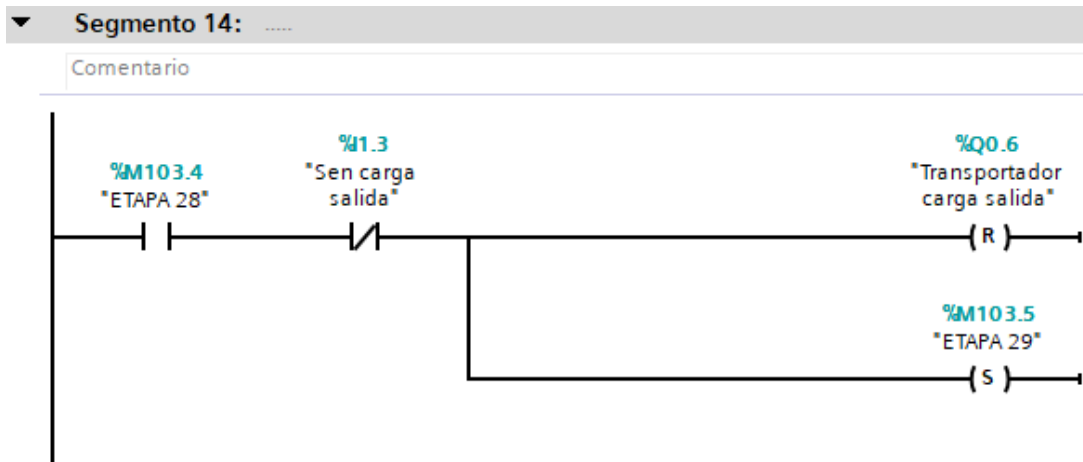 Segmento 14: .....
Comentario
%M103.4
"ETAPA 28"
%I1.3
"Sen carga
salida"
%Q0.6
"Transportador
carga salida"
( R )
%M103.5
"ETAPA 29"
( S )